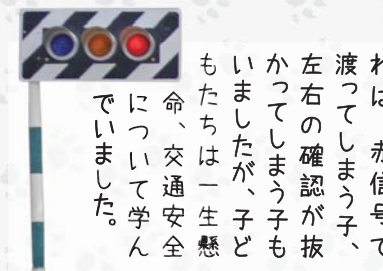 れは、赤信号で
渡ってしまう子、
左右の確認が抜
かってしまう子も
いましたが、子ど
もたちは一生懸
命、交通安全
について学ん
でいました。